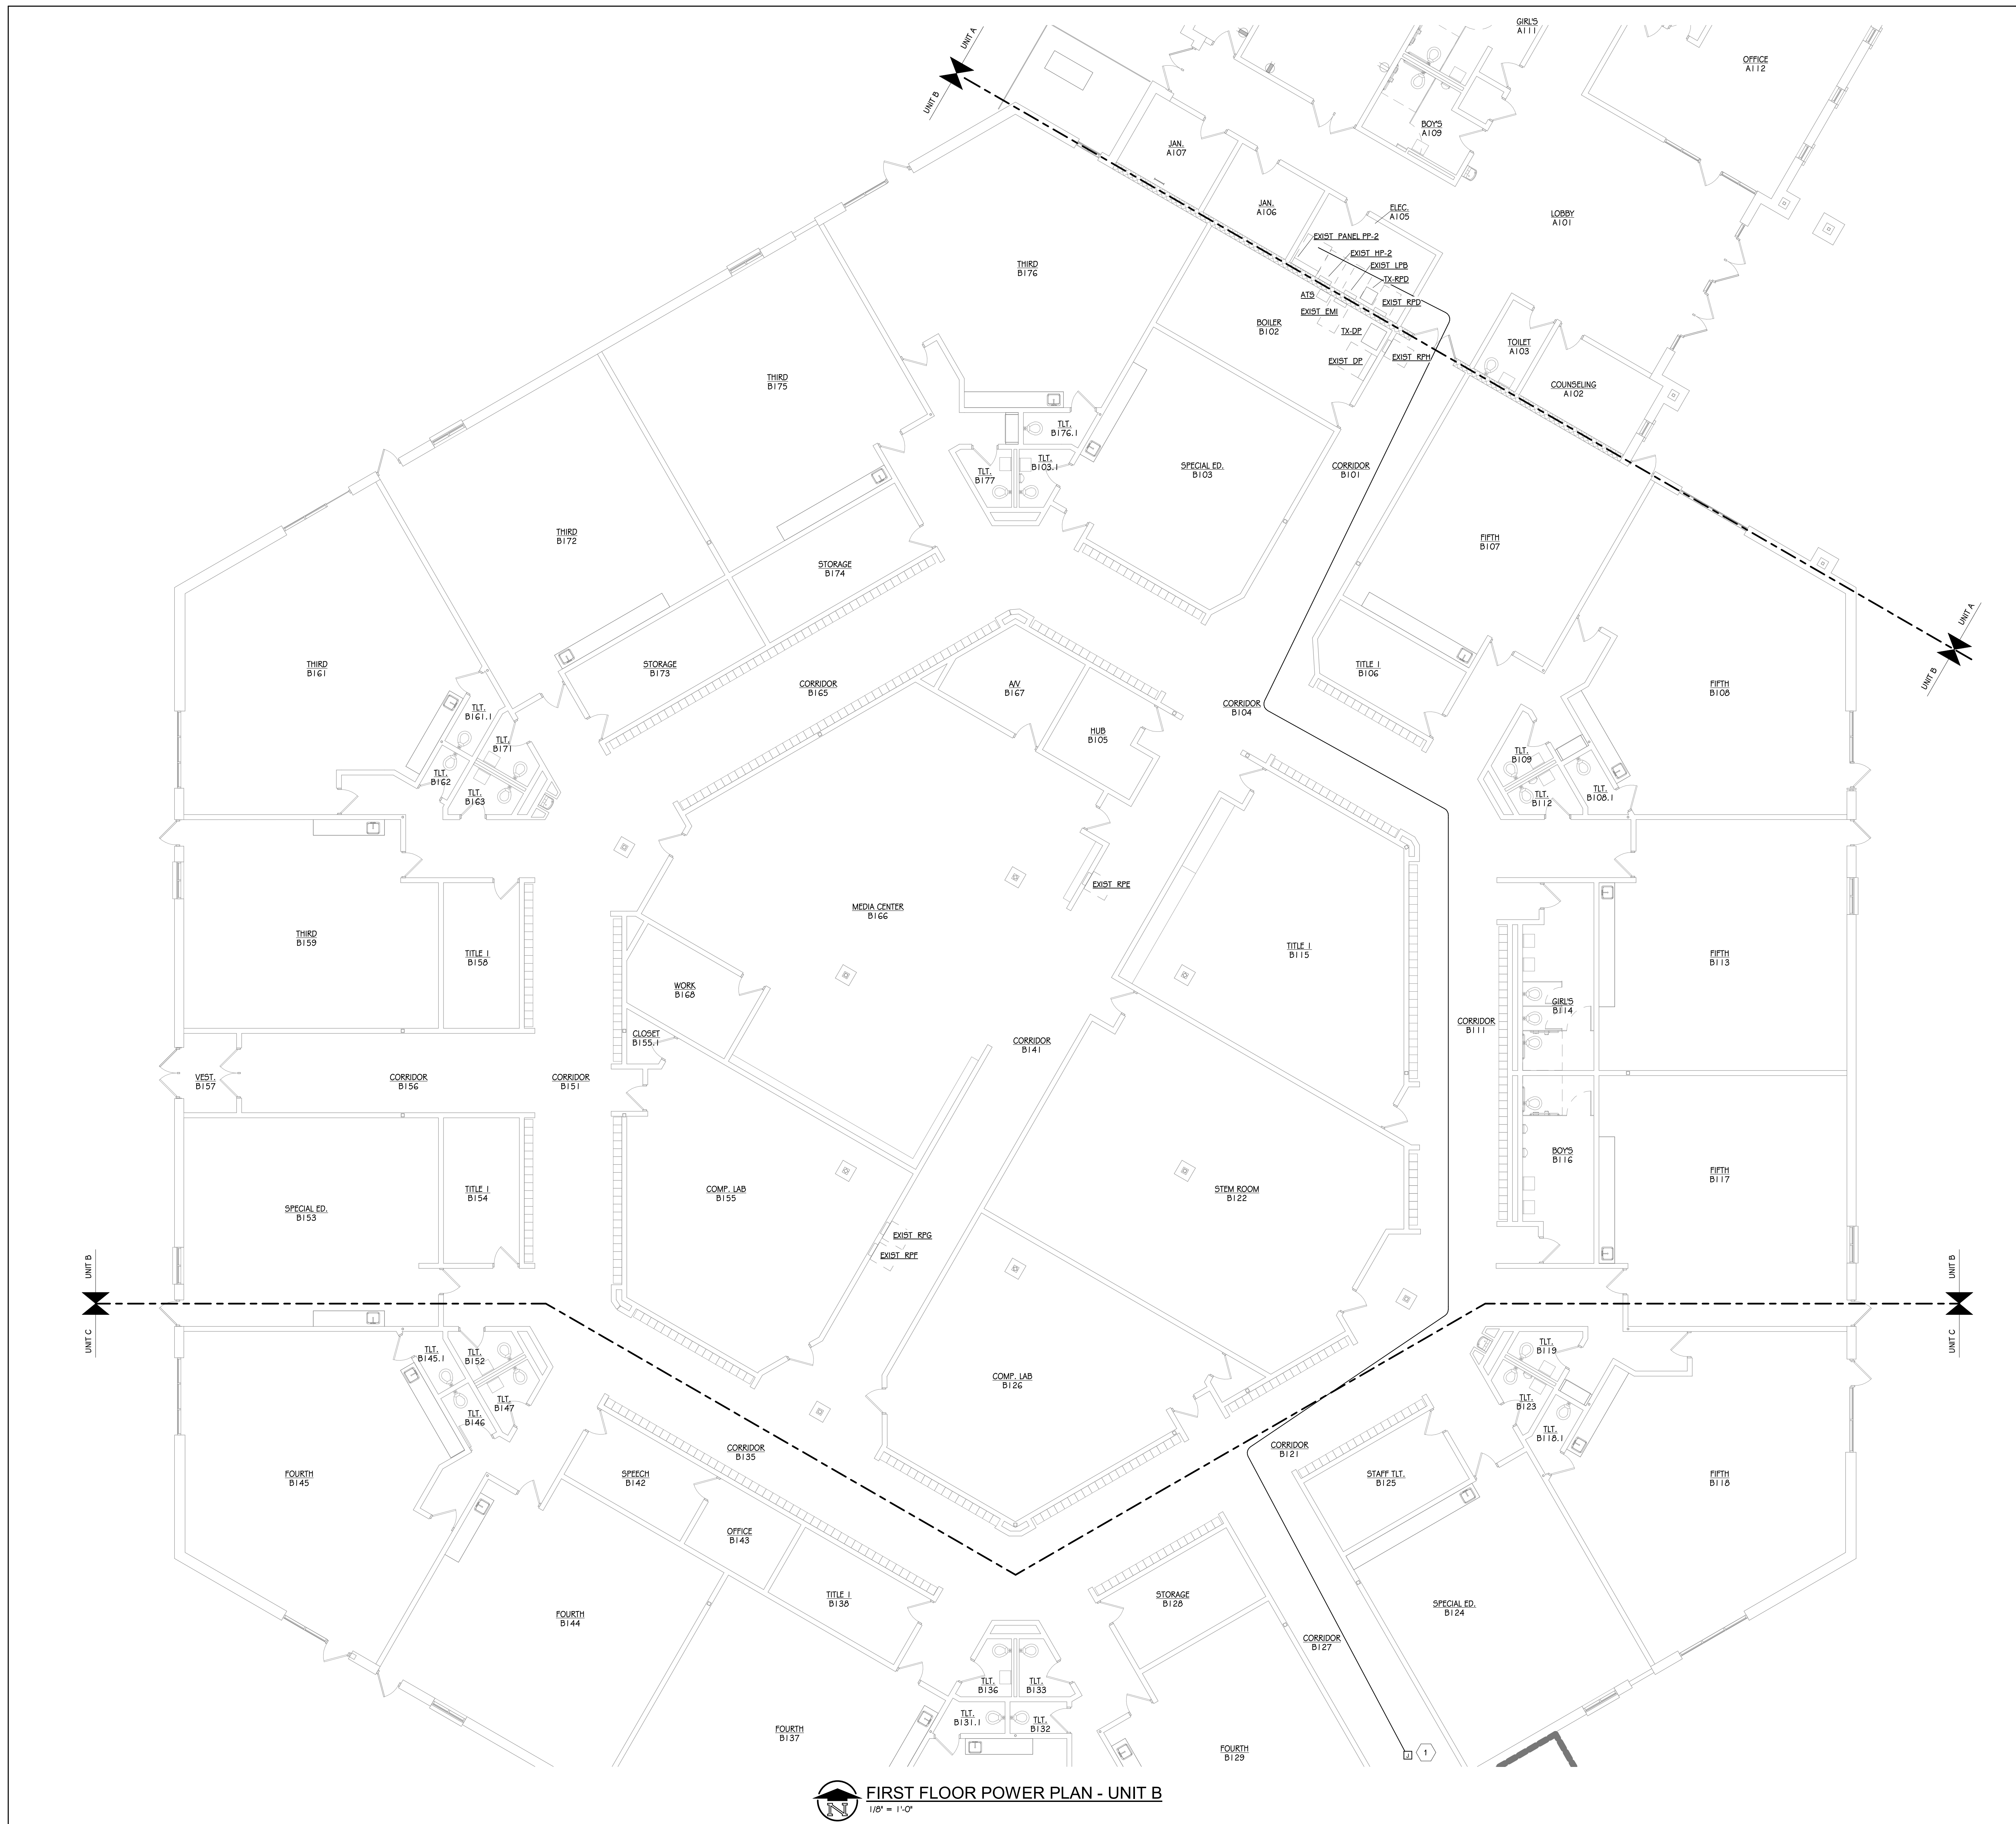 GIRL'S
A111
UNIT A
UNIT B
OFFICE
A112
BOY'S
A109
JAN.
A107
JAN.
A106
ELEC.
A105
LOBBY
A101
EXIST PANEL PP-2
EXIST HP-2
EXIST LPB
TX-RPD
EXIST RPD
ATS
EXIST EMI
TX-DP
EXIST DP
EXIST RPH
THIRD
B176
BOILER
B102
TOILET
A103
COUNSELING
A102
THIRD
B175
TLT.
B176.1
TLT.
B103.1
TLT.
B177
SPECIAL ED.
B103
CORRIDOR
B101
THIRD
B172
FIFTH
B107
STORAGE
B174
UNIT A
UNIT B
THIRD
B161
STORAGE
B173
CORRIDOR
B165
A/V
B167
TITLE I
B106
FIFTH
B108
CORRIDOR
B104
TLT.
B161.1
HUB
B105
TLT.
B171
TLT.
B162
TLT.
B163
TLT.
B109
TLT.
B112
TLT.
B108.1
EXIST RPE
MEDIA CENTER
B166
THIRD
B159
TITLE I
B158
TITLE I
B115
FIFTH
B113
WORK
B168
GIRL'S
B114
CORRIDOR
B111
CLOSET
B155.1
CORRIDOR
B141
VEST.
B157
CORRIDOR
B156
CORRIDOR
B151
BOY'S
B116
FIFTH
B117
SPECIAL ED.
B153
TITLE I
B154
COMP. LAB
B155
STEM ROOM
B122
EXIST RPG
EXIST RPF
UNIT B
UNIT C
UNIT B
UNIT C
TLT.
B145.1
TLT.
B152
TLT.
B147
TLT.
B146
COMP. LAB
B126
TLT.
B119
TLT.
B123
TLT.
B118.1
CORRIDOR
B135
CORRIDOR
B121
FOURTH
B145
SPEECH
B142
STAFF TLT.
B125
FIFTH
B118
OFFICE
B143
TITLE I
B138
STORAGE
B128
SPECIAL ED.
B124
FOURTH
B144
CORRIDOR
B127
TLT.
B136
TLT.
B133
TLT.
B131.1
TLT.
B132
FOURTH
B137
FOURTH
B129
J
1
N
FIRST FLOOR POWER PLAN - UNIT B
1/8" = 1'-0"